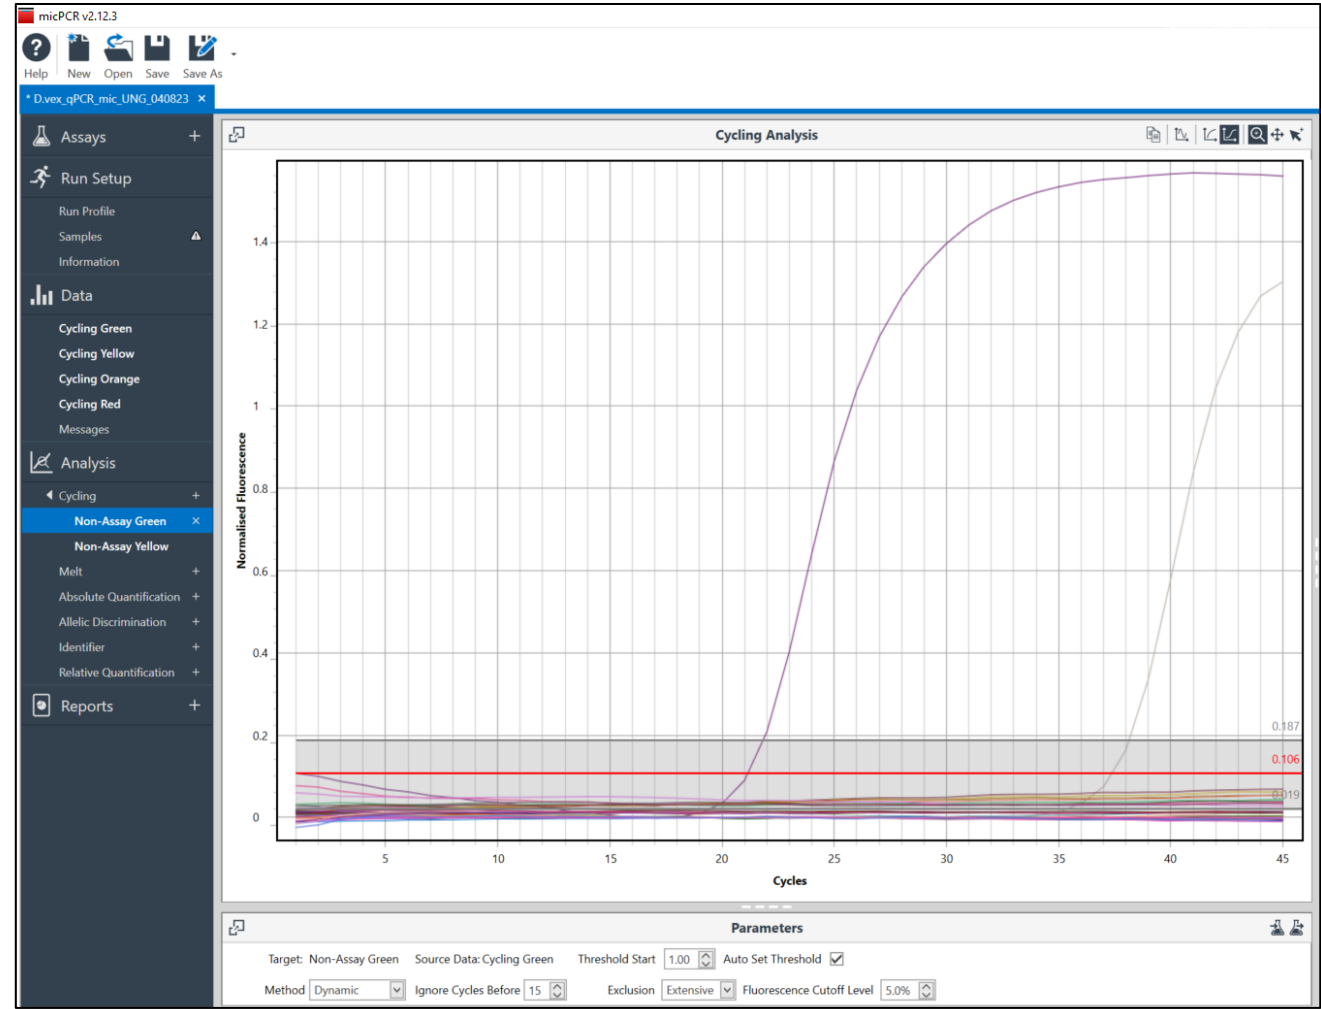 micPCR v2.12.3
Help New Open Save Save As
* D.vex_qPCR_mic_UNG_040823 ×
Assays +
Run Setup
Run Profile
Samples
Information
Data
Cycling Green
Cycling Yellow
Cycling Orange
Cycling Red
Messages
Analysis
Cycling +
Non-Assay Green ×
Non-Assay Yellow
Melt +
Absolute Quantification +
Allelic Discrimination +
Identifier +
Relative Quantification +
Reports +
Cycling Analysis
Normalised Fluorescence
1.4
1.2
1
0.8
0.6
0.4
0.2
0
0.187
0.106
0.019
5 10 15 20 25 30 35 40 45
Cycles
Parameters
Target: Non-Assay Green Source Data: Cycling Green Threshold Start 1.00 Auto Set Threshold
Method Dynamic Ignore Cycles Before 15 Exclusion Extensive Fluorescence Cutoff Level 5.0%